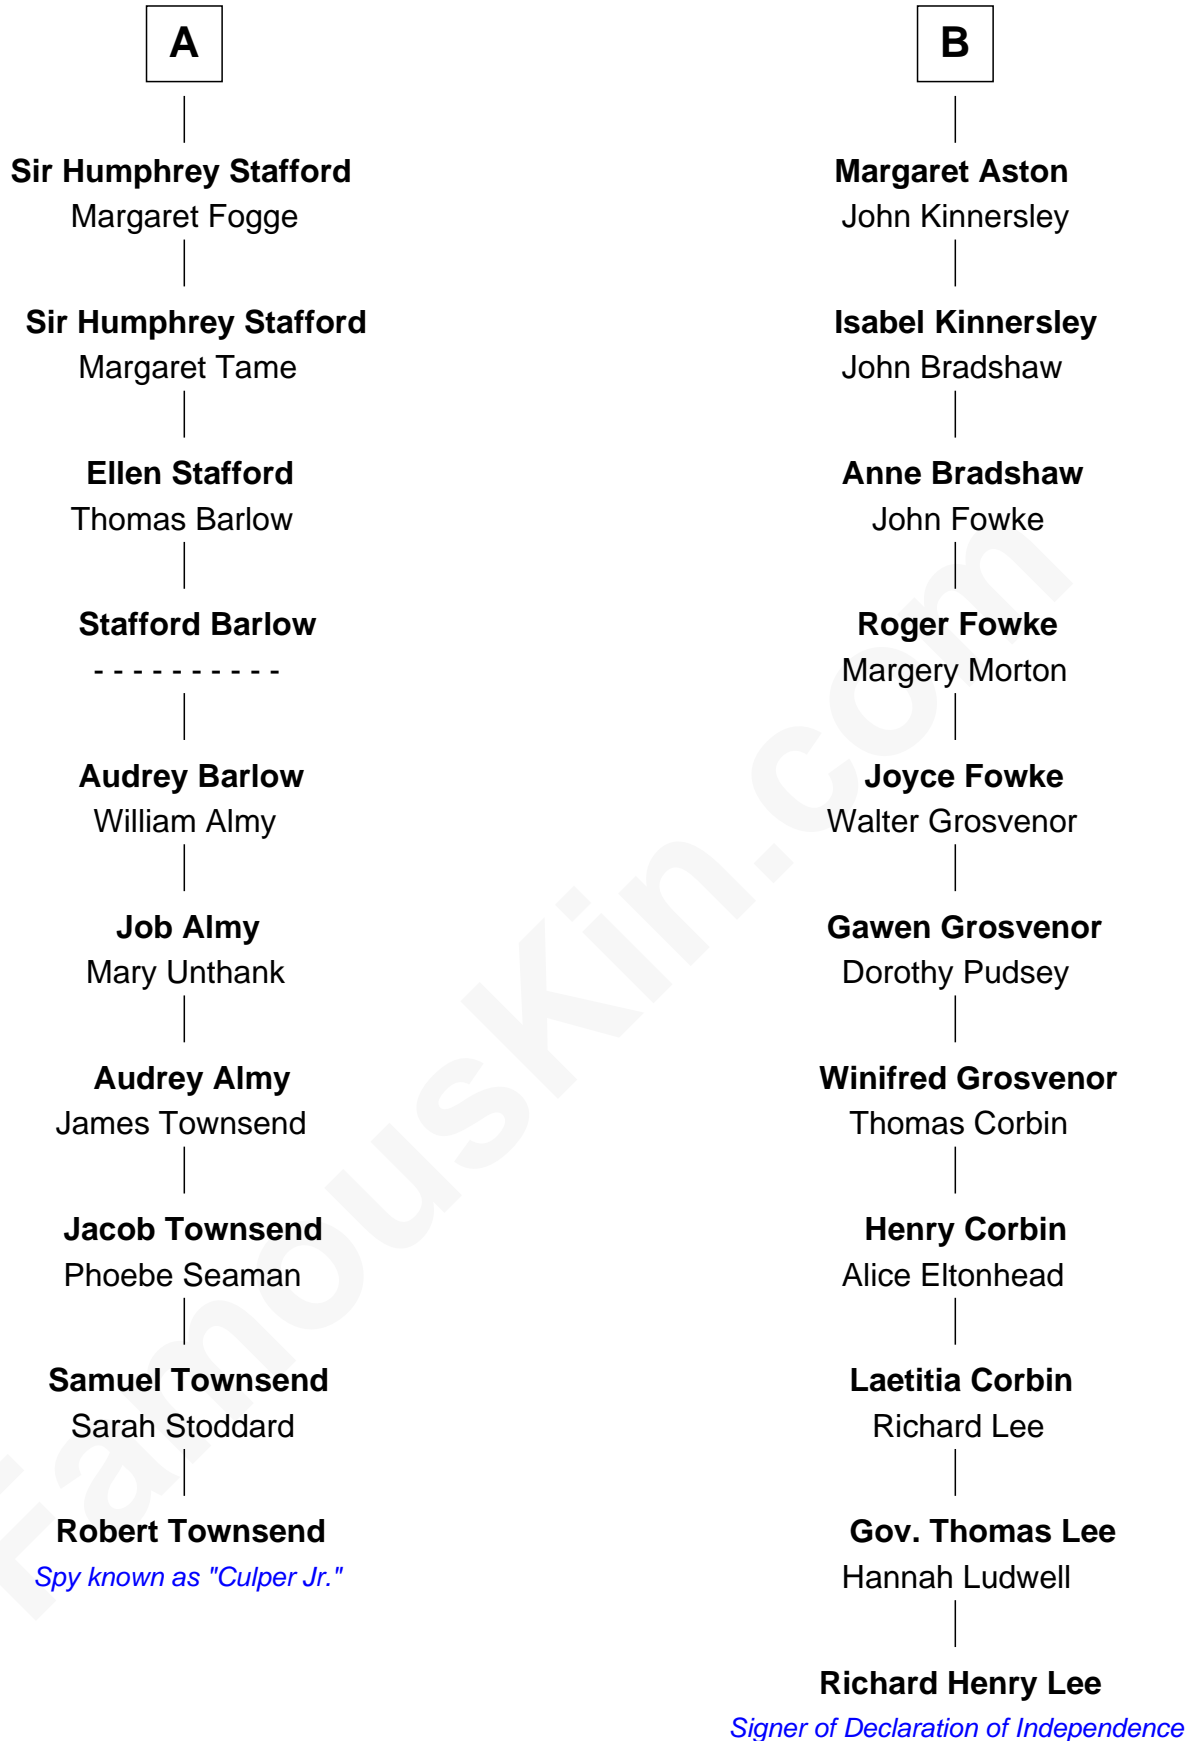 A
Sir Humphrey Stafford
Margaret Fogge
Sir Humphrey Stafford
Margaret Tame
Ellen Stafford
Thomas Barlow
Stafford Barlow
- - - - - - - - - -
Audrey Barlow
William Almy
Job Almy
Mary Unthank
Audrey Almy
James Townsend
Jacob Townsend
Phoebe Seaman
Samuel Townsend
Sarah Stoddard
Robert Townsend
Spy known as "Culper Jr."
B
Margaret Aston
John Kinnersley
Isabel Kinnersley
John Bradshaw
Anne Bradshaw
John Fowke
Roger Fowke
Margery Morton
Joyce Fowke
Walter Grosvenor
Gawen Grosvenor
Dorothy Pudsey
Winifred Grosvenor
Thomas Corbin
Henry Corbin
Alice Eltonhead
Laetitia Corbin
Richard Lee
Gov. Thomas Lee
Hannah Ludwell
Richard Henry Lee
Signer of Declaration of Independence
FamousKin.com